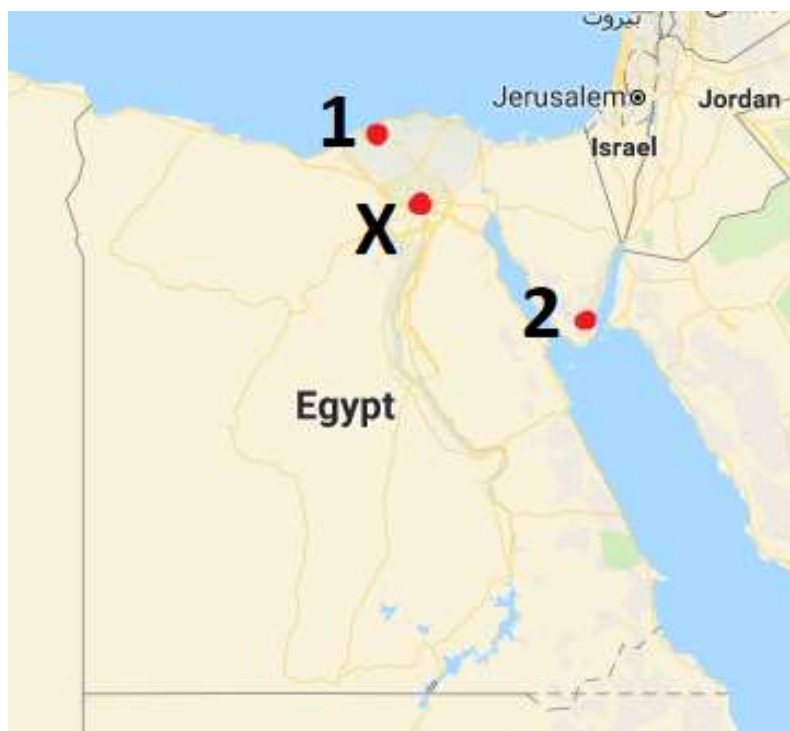 بيروت
Jerusalem
Jordan
1
Israel
X
2
Egypt